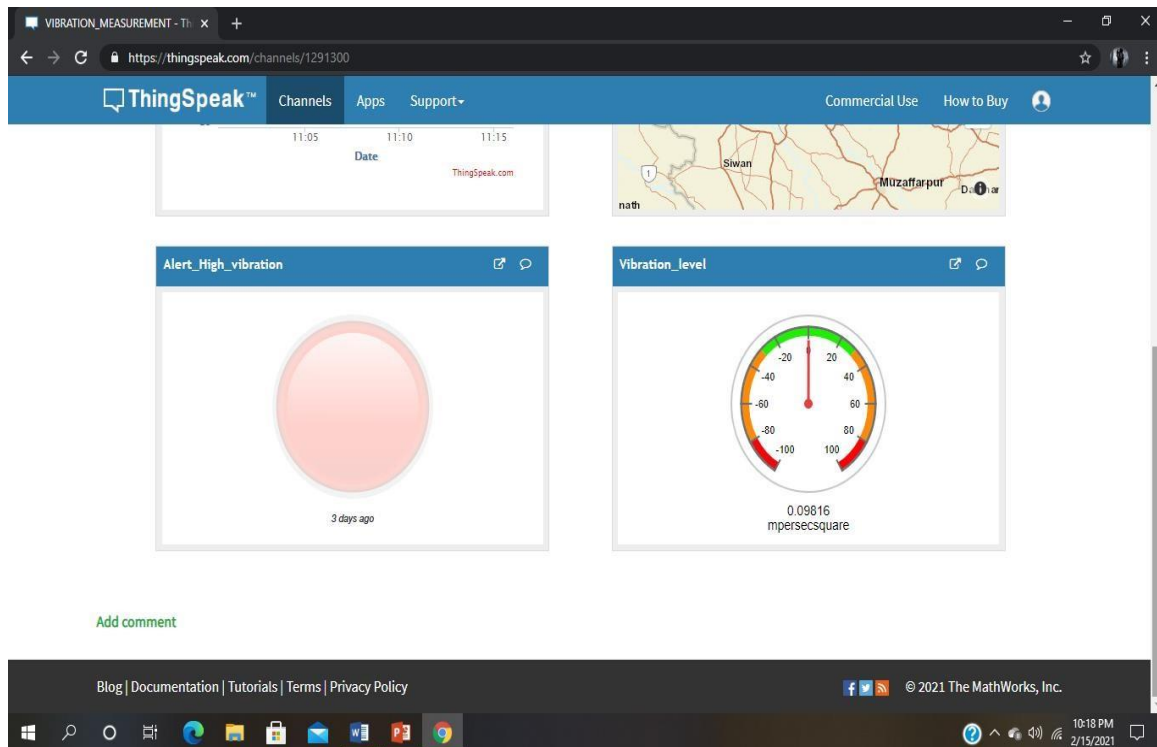 VIBRATION_MEASUREMENT - Th
https://thingspeak.com/channels/1291300
ThingSpeak™ Channels Apps Support Commercial Use How to Buy
11:05 11:10 11:15
Date
ThingSpeak.com
Siwan
1
Muzaffarpur
nath
Alert_High_vibration
3 days ago
Vibration_level
-20 0 20
-40 40
-60 60
-80 80
-100 100
0.09816
mpersecsquare
Add comment
Blog | Documentation | Tutorials | Terms | Privacy Policy © 2021 The MathWorks, Inc.
10:18 PM
2/15/2021